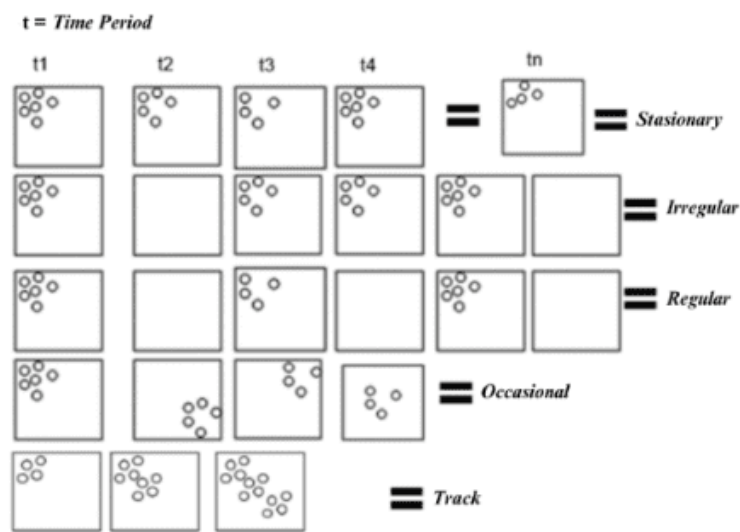 t = Time Period
t1 t2 t3 t4 tn
= = Stasionary
= Irregular
= Regular
= Occasional
= Track